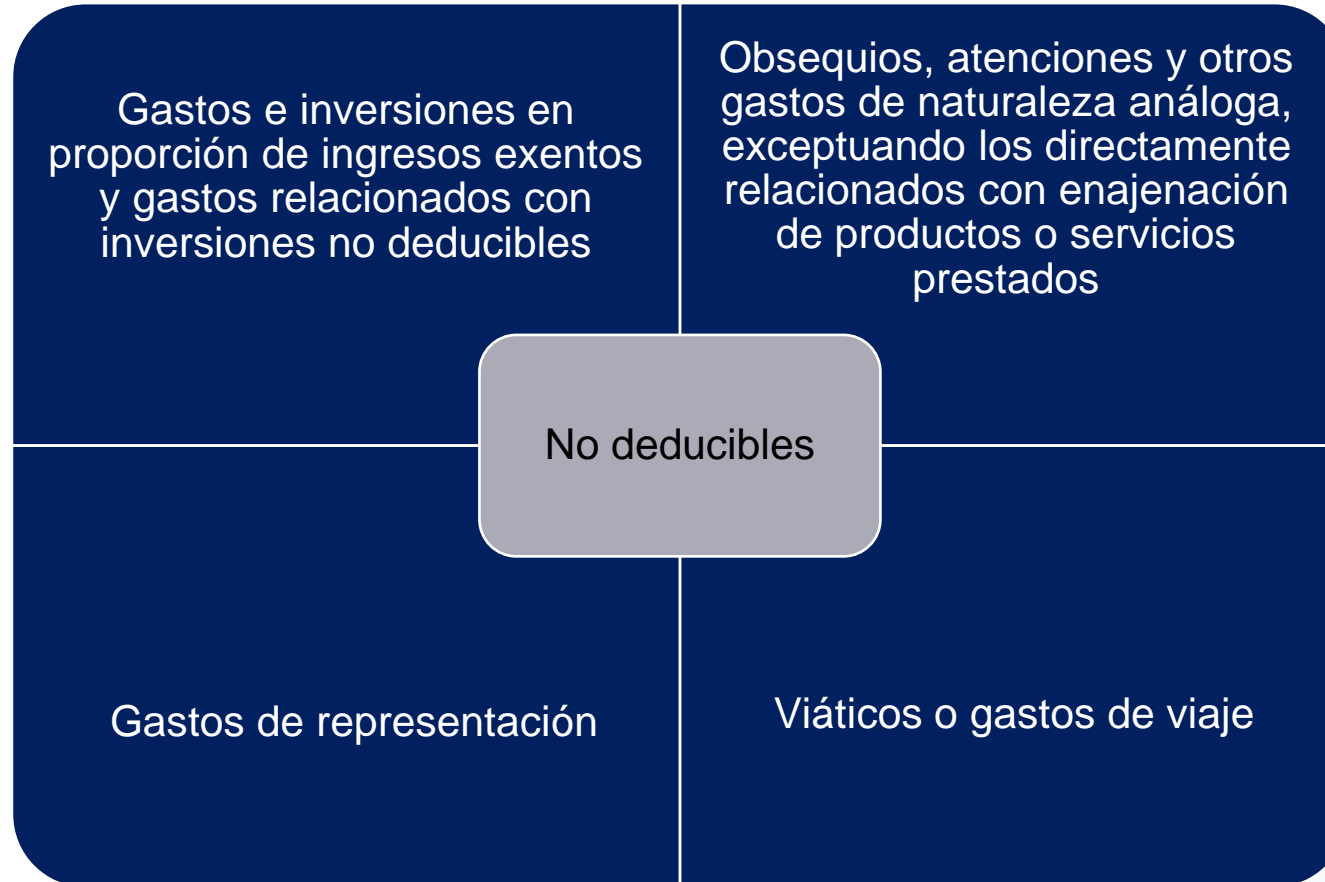 Gastos e inversiones en
proporción de ingresos exentos
y gastos relacionados con
inversiones no deducibles
Obsequios, atenciones y otros
gastos de naturaleza análoga,
exceptuando los directamente
relacionados con enajenación
de productos o servicios
prestados
No deducibles
Gastos de representación
Viáticos o gastos de viaje